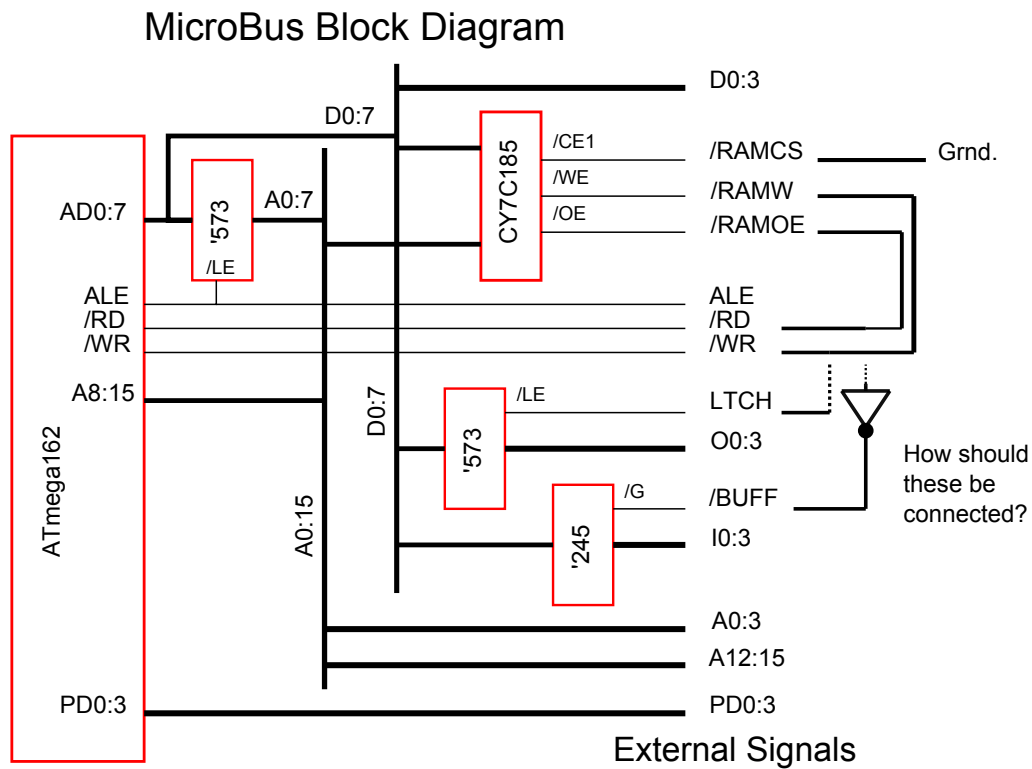 MicroBus Block Diagram
D0:3
D0:7
/CE1
/RAMCS
Grnd.
/WE
/RAMW
/OE
/RAMOE
CY7C185
AD0:7
'573
A0:7
/LE
ALE
/RD
/WR
ALE
/RD
/WR
A8:15
D0:7
/LE
LTCH
'573
O0:3
How should
these be
connected?
/G
/BUFF
'245
I0:3
ATmega162
A0:15
A0:3
A12:15
PD0:3
PD0:3
External Signals